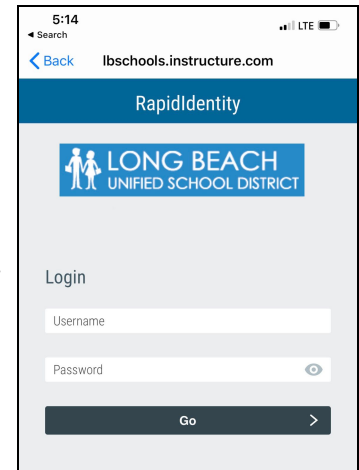 5:14
LTE
Search
Back lbschools.instructure.com
RapidIdentity
LONG BEACH
UNIFIED SCHOOL DISTRICT
Login
Username
Password
Go